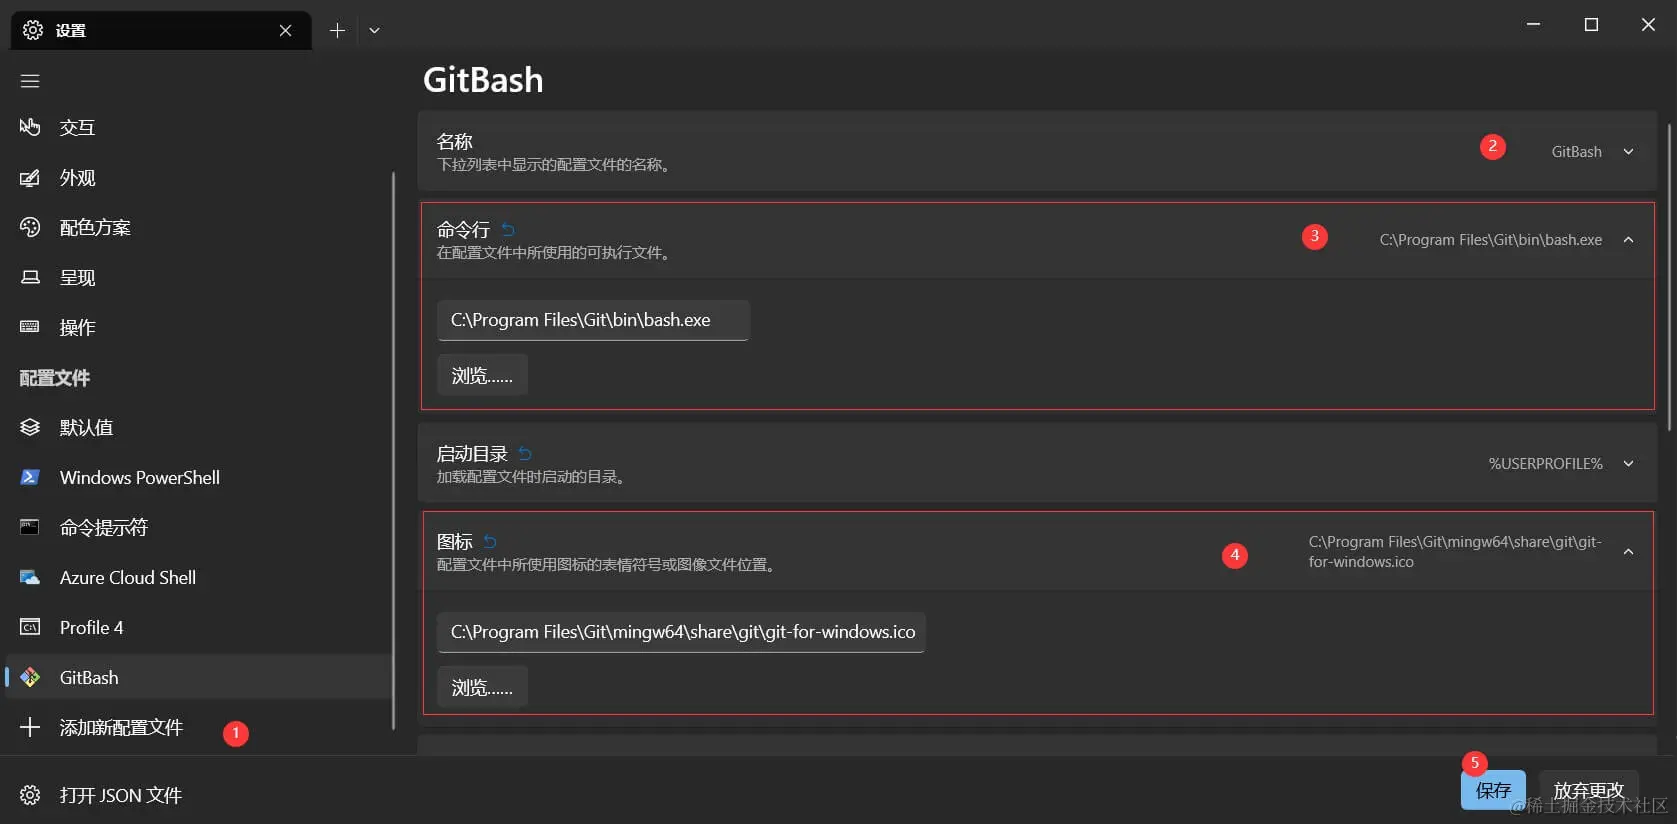 设置
GitBash
交互
外观
配色方案
呈现
操作
配置文件
默认值
Windows PowerShell
命令提示符
Azure Cloud Shell
Profile 4
GitBash
添加新配置文件
1
打开 JSON 文件
名称
下拉列表中显示的配置文件的名称。
2
GitBash
命令行
在配置文件中所使用的可执行文件。
3
C:\Program Files\Git\bin\bash.exe
C:\Program Files\Git\bin\bash.exe
浏览......
启动目录
加载配置文件时启动的目录。
%USERPROFILE%
图标
配置文件中所使用图标的表情符号或图像文件位置。
4
C:\Program Files\Git\mingw64\share\git\git-
for-windows.ico
C:\Program Files\Git\mingw64\share\git\git-for-windows.ico
浏览......
5
保存
放弃更改
@稀土掘金技术社区